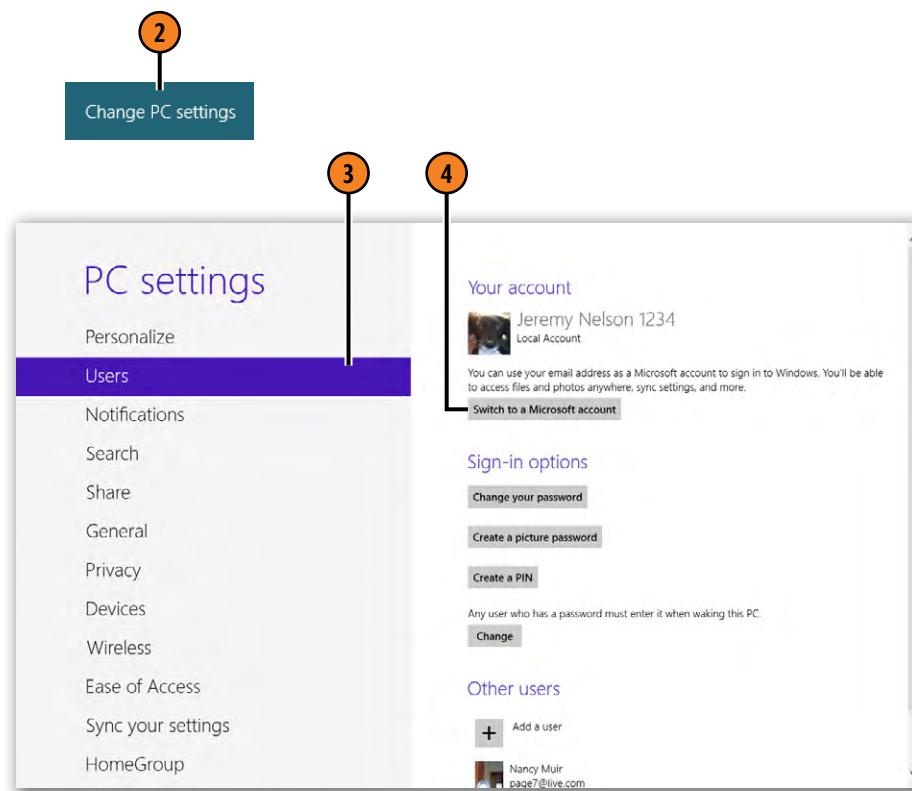 2
Change PC settings
3
4
PC settings
Personalize
Users
Notifications
Search
Share
General
Privacy
Devices
Wireless
Ease of Access
Sync your settings
HomeGroup
Your account
Jeremy Nelson 1234
Local Account
You can use your email address as a Microsoft account to sign in to Windows. You'll be able
to access files and photos anywhere, sync settings, and more.
Switch to a Microsoft account
Sign-in options
Change your password
Create a picture password
Create a PIN
Any user who has a password must enter it when waking this PC.
Change
Other users
+
Add a user
Nancy Muir
page7@live.com